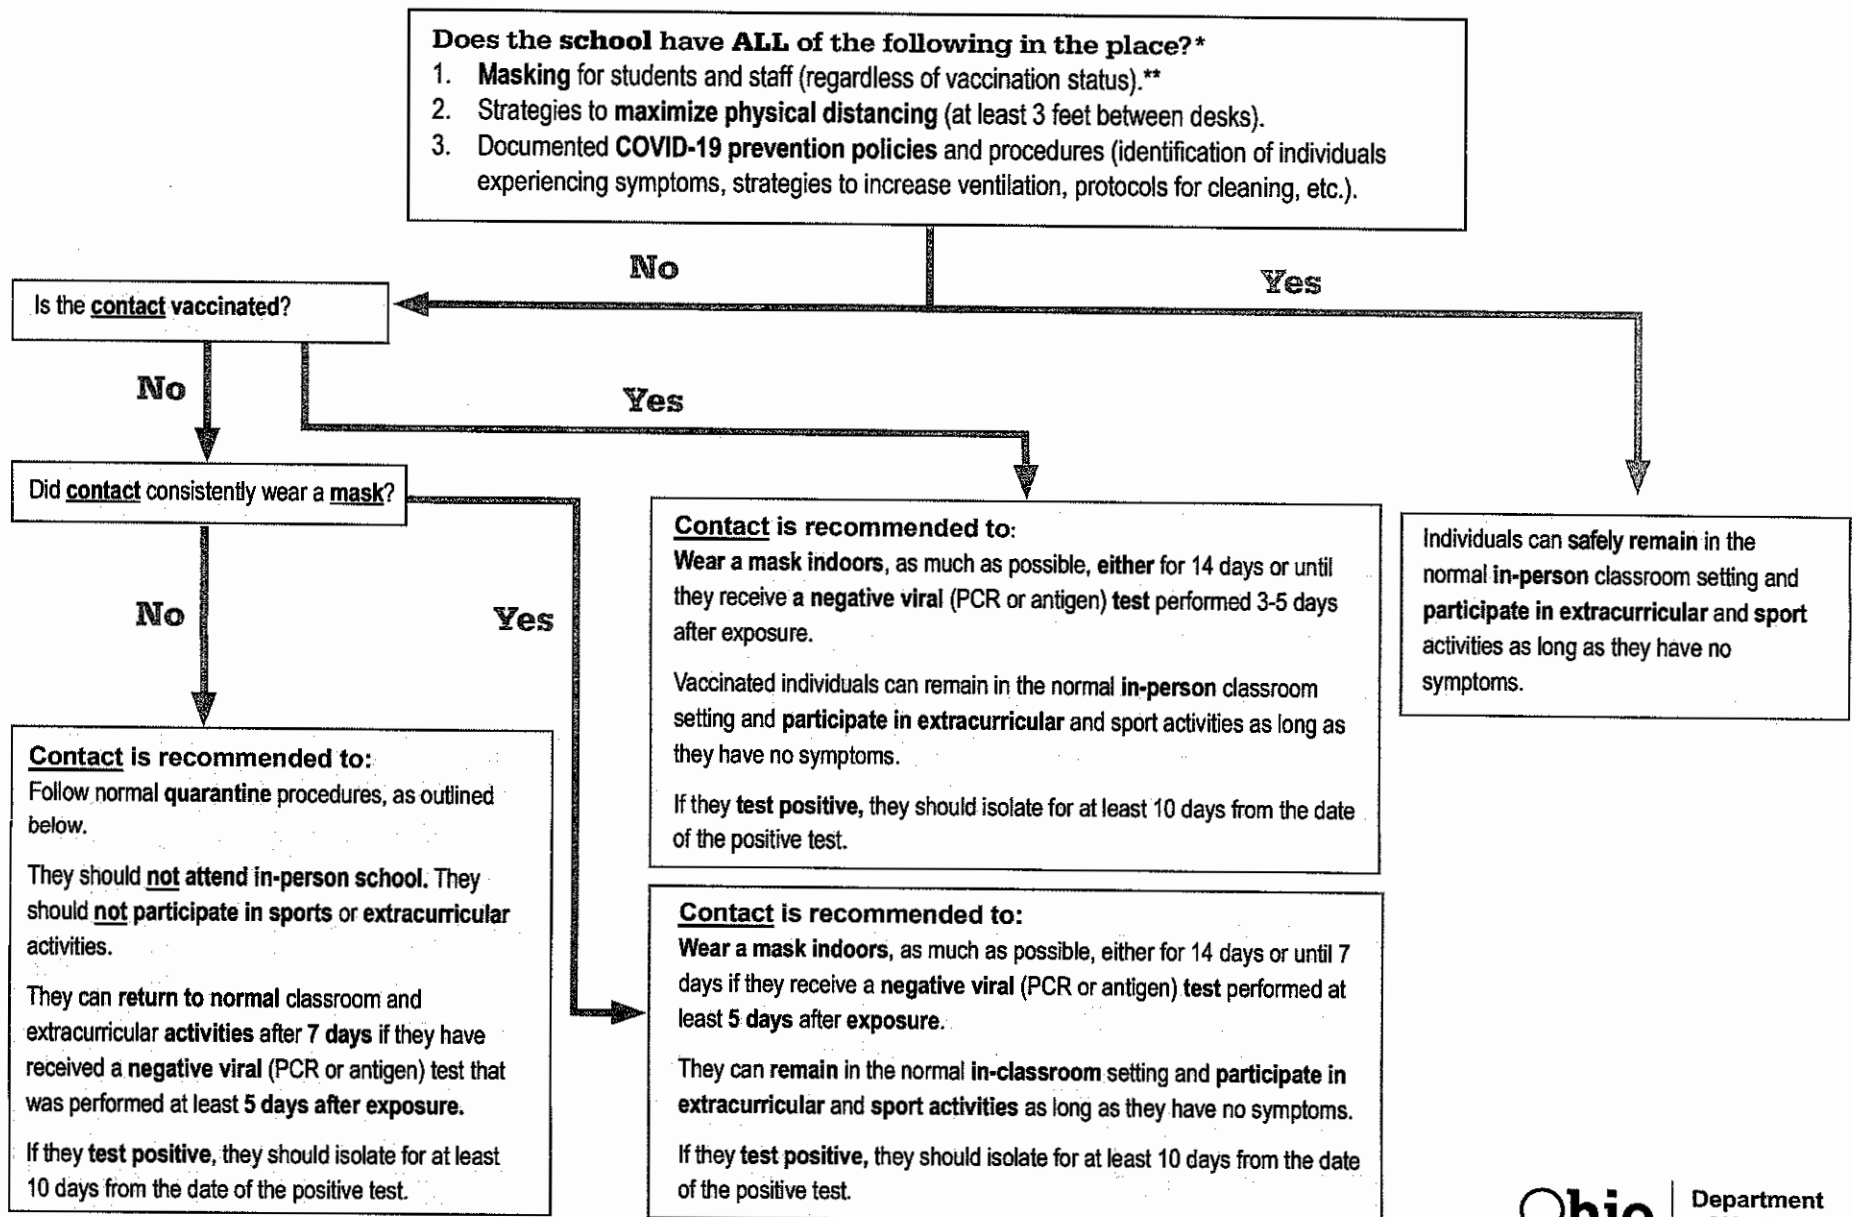 Does the school have ALL of the following in the place?*
1. Masking for students and staff (regardless of vaccination status).**
2. Strategies to maximize physical distancing (at least 3 feet between desks).
3. Documented COVID-19 prevention policies and procedures (identification of individuals
experiencing symptoms, strategies to increase ventilation, protocols for cleaning, etc.).
No
Yes
Is the contact vaccinated?
No
Yes
Did contact consistently wear a mask?
No
Yes
Contact is recommended to:
Wear a mask indoors, as much as possible, either for 14 days or until
they receive a negative viral (PCR or antigen) test performed 3-5 days
after exposure.
Vaccinated individuals can remain in the normal in-person classroom
setting and participate in extracurricular and sport activities as long as
they have no symptoms.
If they test positive, they should isolate for at least 10 days from the date
of the positive test.
Individuals can safely remain in the
normal in-person classroom setting and
participate in extracurricular and sport
activities as long as they have no
symptoms.
Contact is recommended to:
Follow normal quarantine procedures, as outlined
below.
They should not attend in-person school. They
should not participate in sports or extracurricular
activities.
They can return to normal classroom and
extracurricular activities after 7 days if they have
received a negative viral (PCR or antigen) test that
was performed at least 5 days after exposure.
If they test positive, they should isolate for at least
10 days from the date of the positive test.
Contact is recommended to:
Wear a mask indoors, as much as possible, either for 14 days or until 7
days if they receive a negative viral (PCR or antigen) test performed at
least 5 days after exposure.
They can remain in the normal in-classroom setting and participate in
extracurricular and sport activities as long as they have no symptoms.
If they test positive, they should isolate for at least 10 days from the date
of the positive test.
Ohio
Department